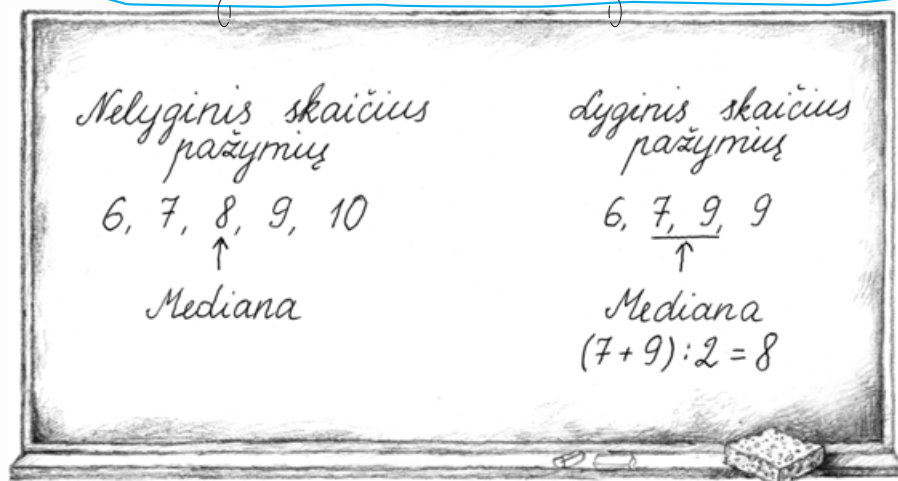 Nelyginis skaičius
pažymių
6, 7, 8, 9, 10
Mediana
Lyginis skaičius
pažymių
6, 7, 9, 9
Mediana
(7 + 9) : 2 = 8